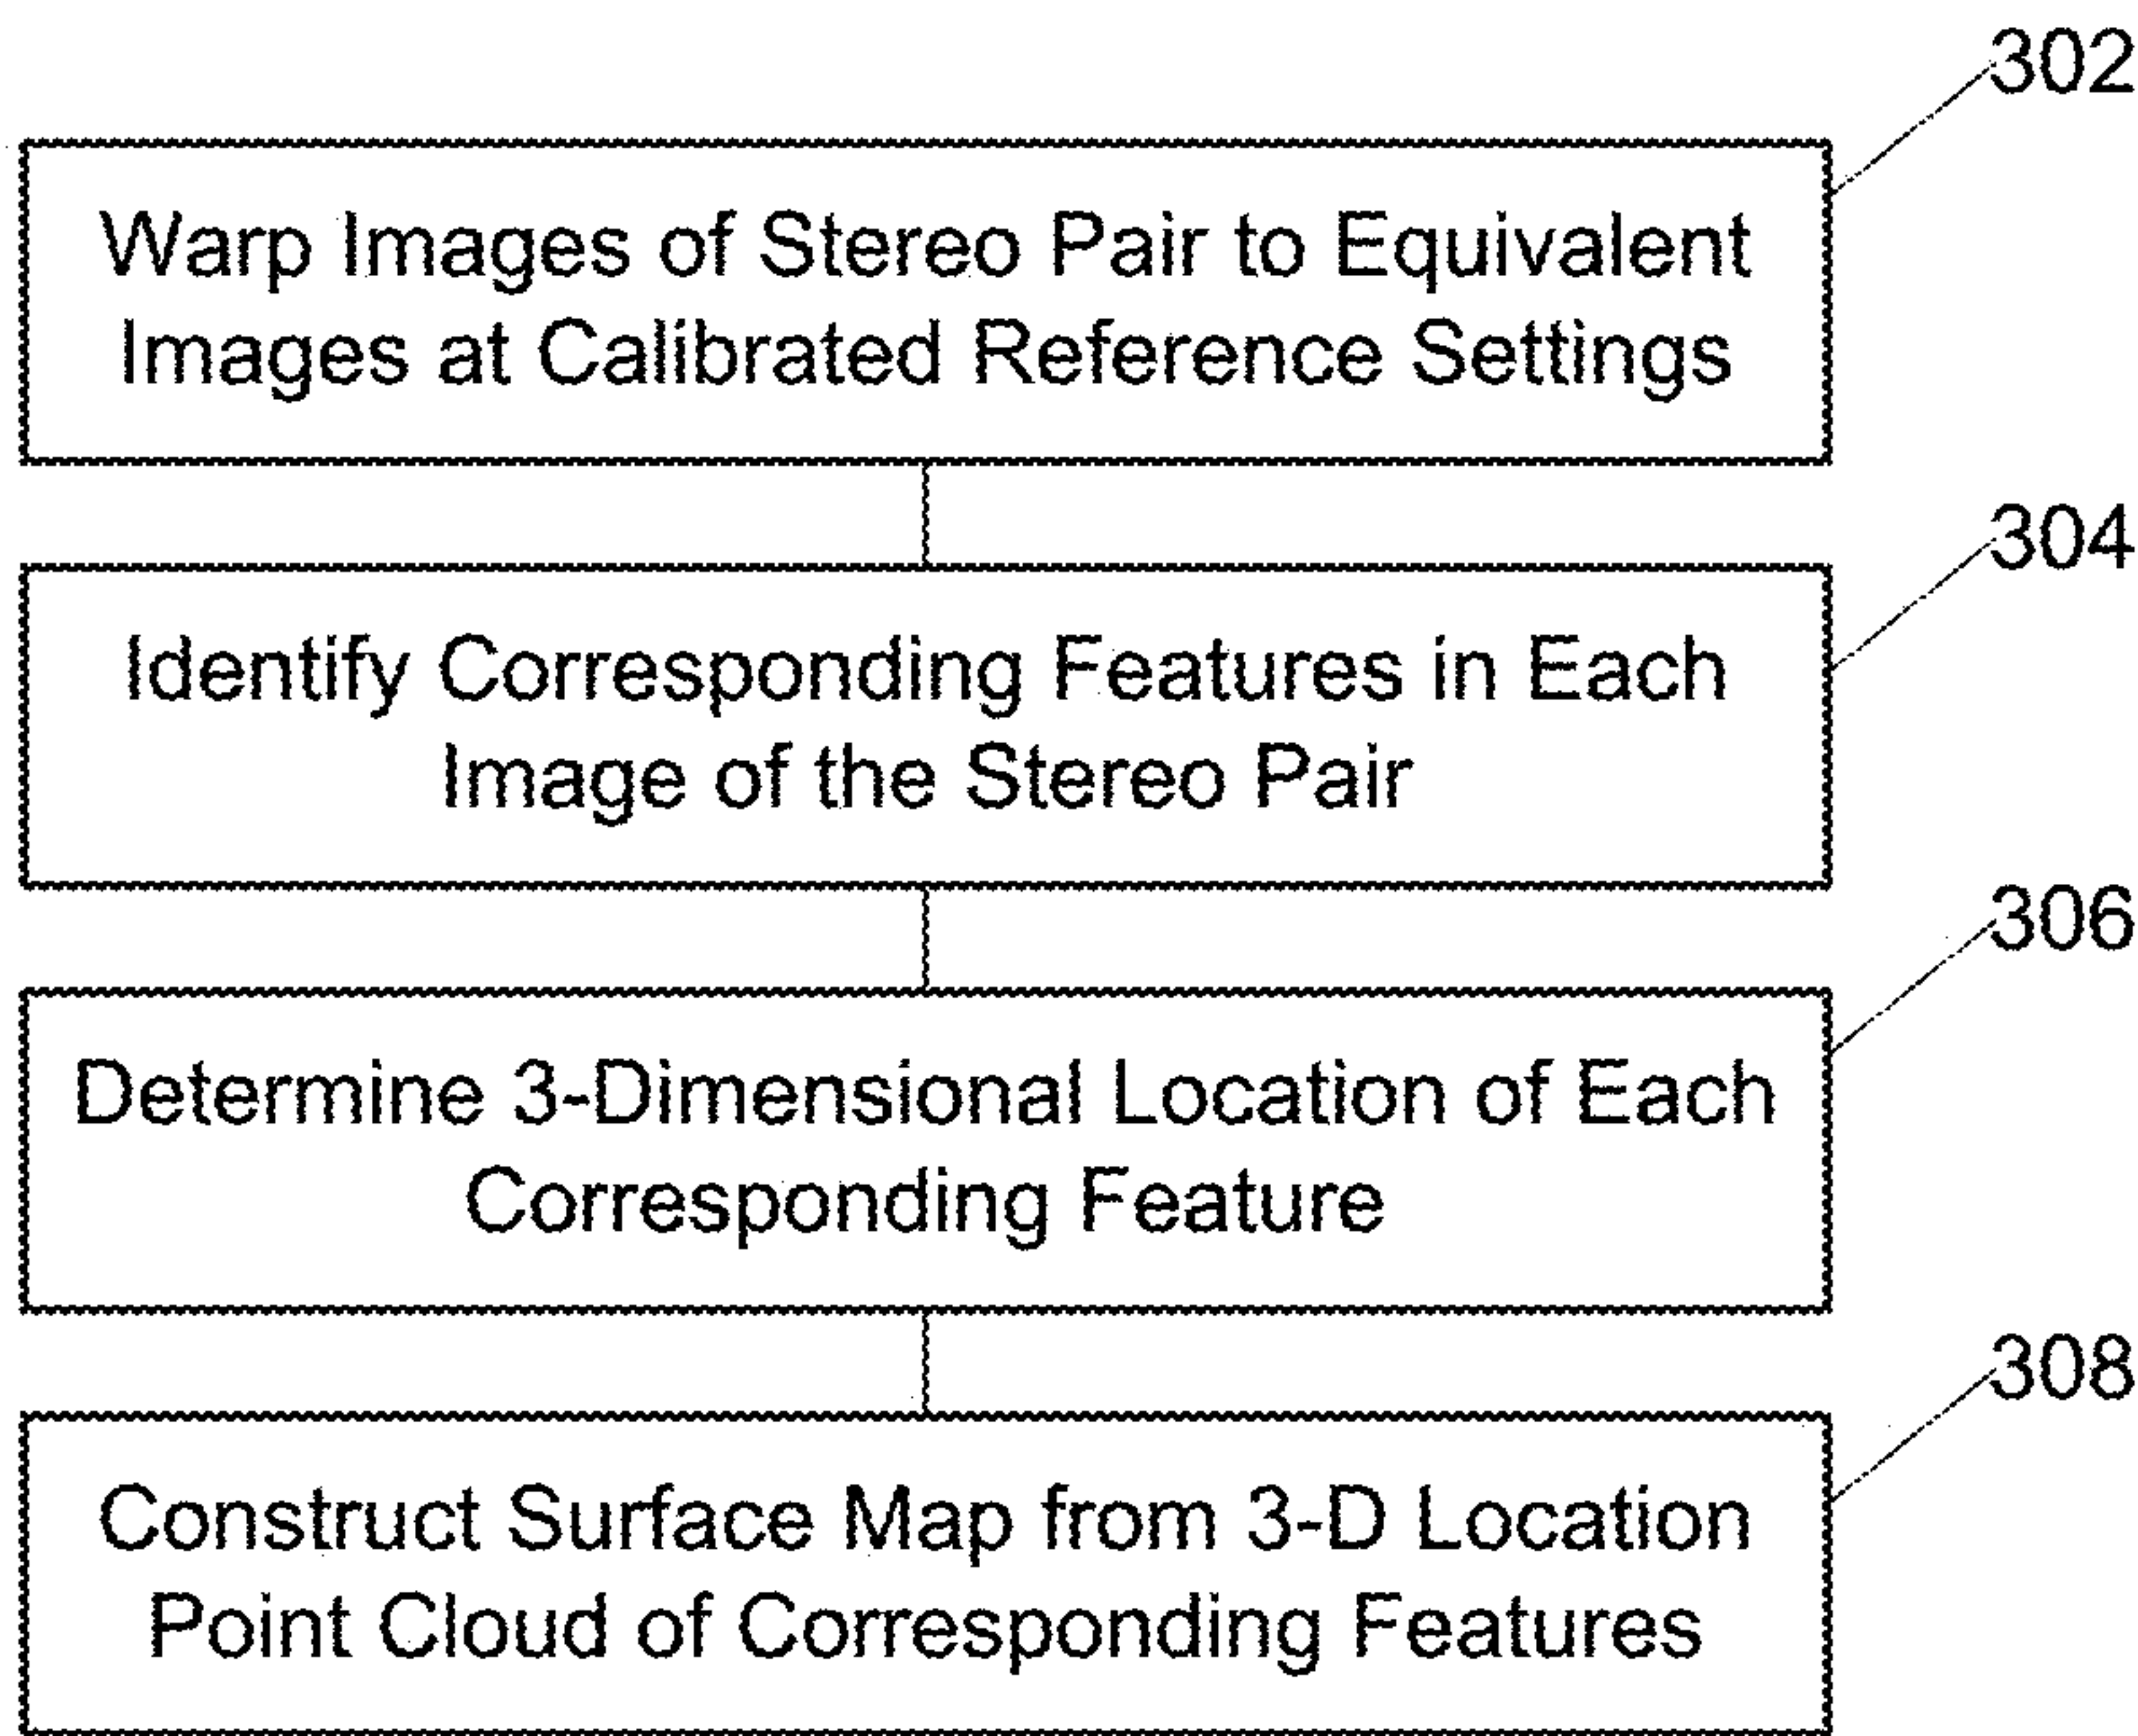 302
Warp Images of Stereo Pair to Equivalent
Images at Calibrated Reference Settings
304
Identify Corresponding Features in Each
Image of the Stereo Pair
306
Determine 3-Dimensional Location of Each
Corresponding Feature
308
Construct Surface Map from 3-D Location
Point Cloud of Corresponding Features